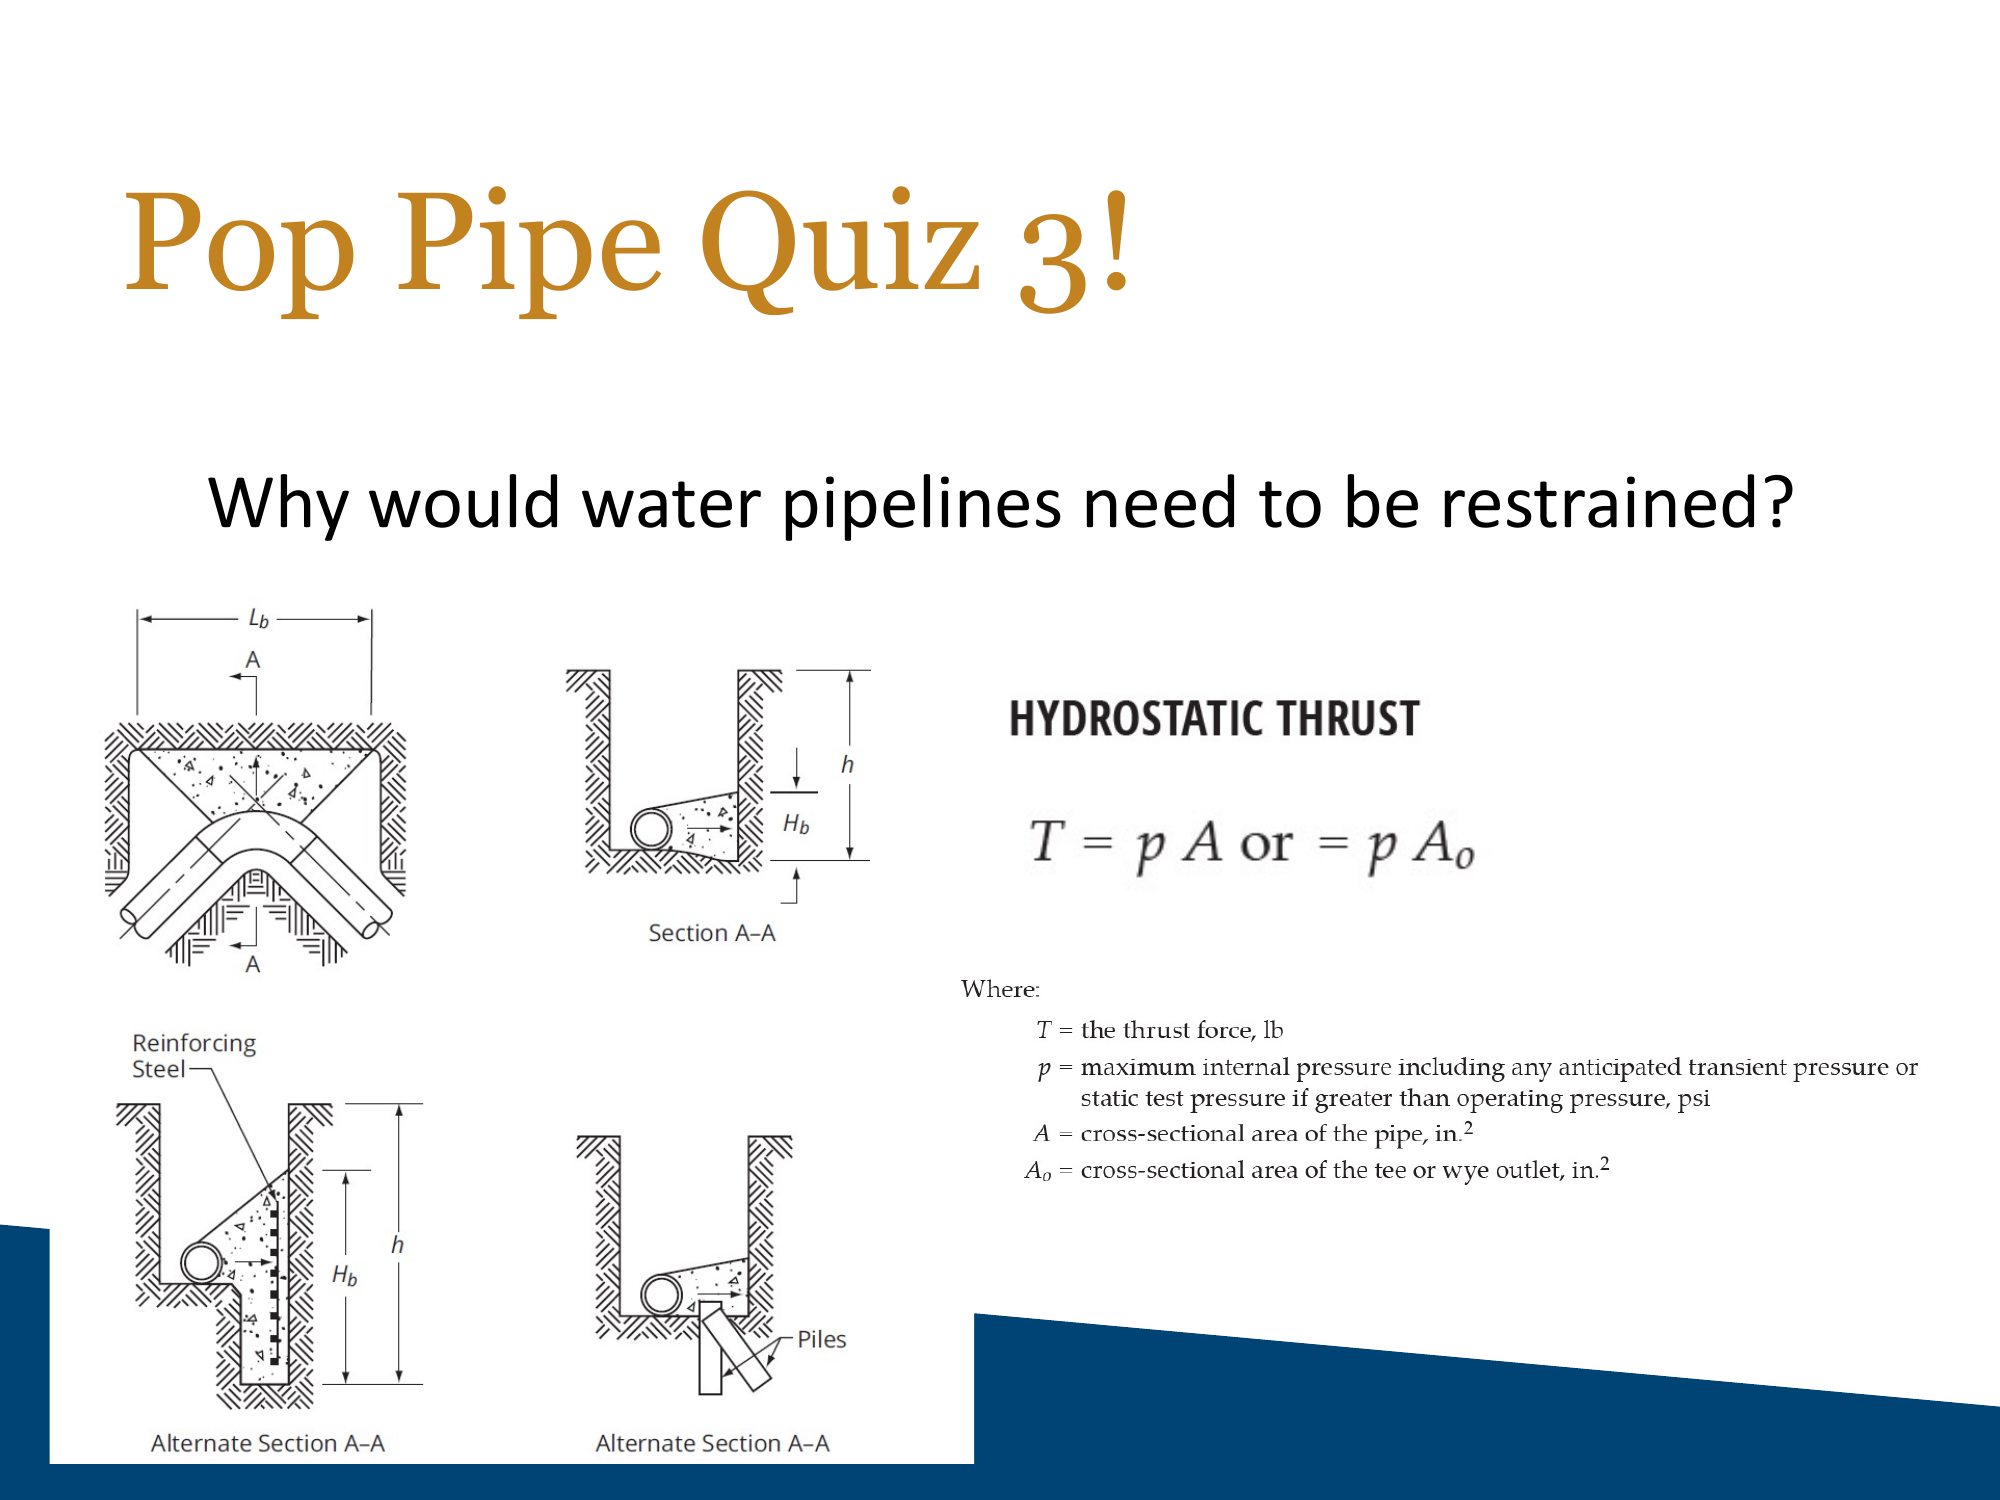 Pop Pipe Quiz 3!
Why would water pipelines need to be restrained?
L_b
A
A
h
H_b
Section A–A
Reinforcing
Steel
h
H_b
Alternate Section A–A
Piles
Alternate Section A–A
HYDROSTATIC THRUST
T = p A or = p A_o
Where:
T = the thrust force, lb
p = maximum internal pressure including any anticipated transient pressure or
static test pressure if greater than operating pressure, psi
A = cross-sectional area of the pipe, in.²
A_o = cross-sectional area of the tee or wye outlet, in.²